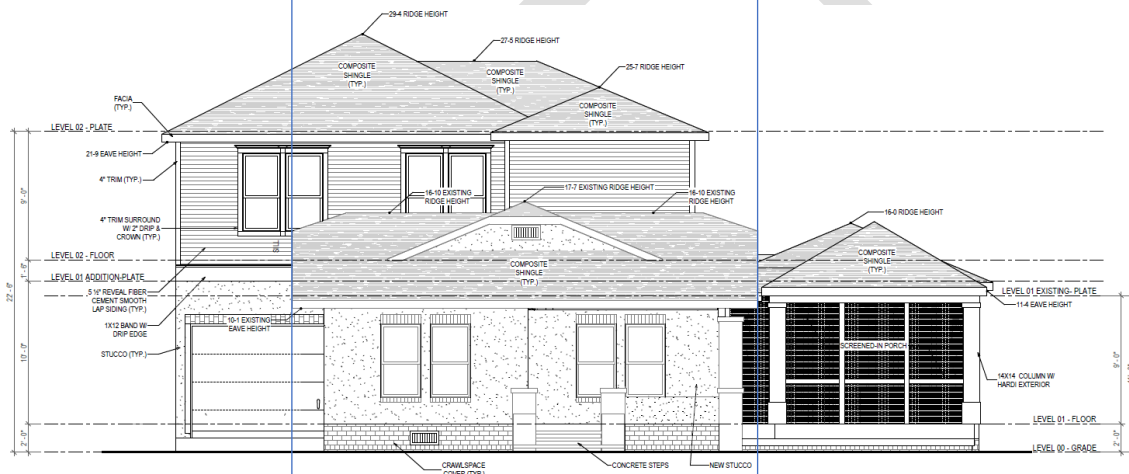 29-4 RIDGE HEIGHT
27-5 RIDGE HEIGHT
25-7 RIDGE HEIGHT
COMPOSITE
SHINGLE
(TYP.)
COMPOSITE
SHINGLE
(TYP.)
COMPOSITE
SHINGLE
(TYP.)
FACIA
(TYP.)
LEVEL 02 - PLATE
21-9 EAVE HEIGHT
4" TRIM (TYP.)
16-10 EXISTING
RIDGE HEIGHT
17-7 EXISTING RIDGE HEIGHT
16-10 EXISTING
RIDGE HEIGHT
16-0 RIDGE HEIGHT
4" TRIM SURROUND
W/ 2" DRIP &
CROWN (TYP.)
SILL
LEVEL 02 - FLOOR
COMPOSITE
SHINGLE
(TYP.)
COMPOSITE
SHINGLE
(TYP.)
LEVEL 01 ADDITION-PLATE
5 ½" REVEAL FIBER
CEMENT SMOOTH
LAP SIDING (TYP.)
LEVEL 01 EXISTING- PLATE
11-4 EAVE HEIGHT
1X12 BAND W/
DRIP EDGE
10-1 EXISTING
EAVE HEIGHT
STUCCO (TYP.)
SCREENED-IN PORCH
14X14 COLUMN W/
HARDI EXTERIOR
LEVEL 01 - FLOOR
LEVEL 00 - GRADE
CRAWLSPACE
COVER (TYP.)
CONCRETE STEPS
NEW STUCCO
9' - 0"
1' - 6"
22' - 6"
10' - 0"
2' - 0"
9' - 0"
2' - 0"